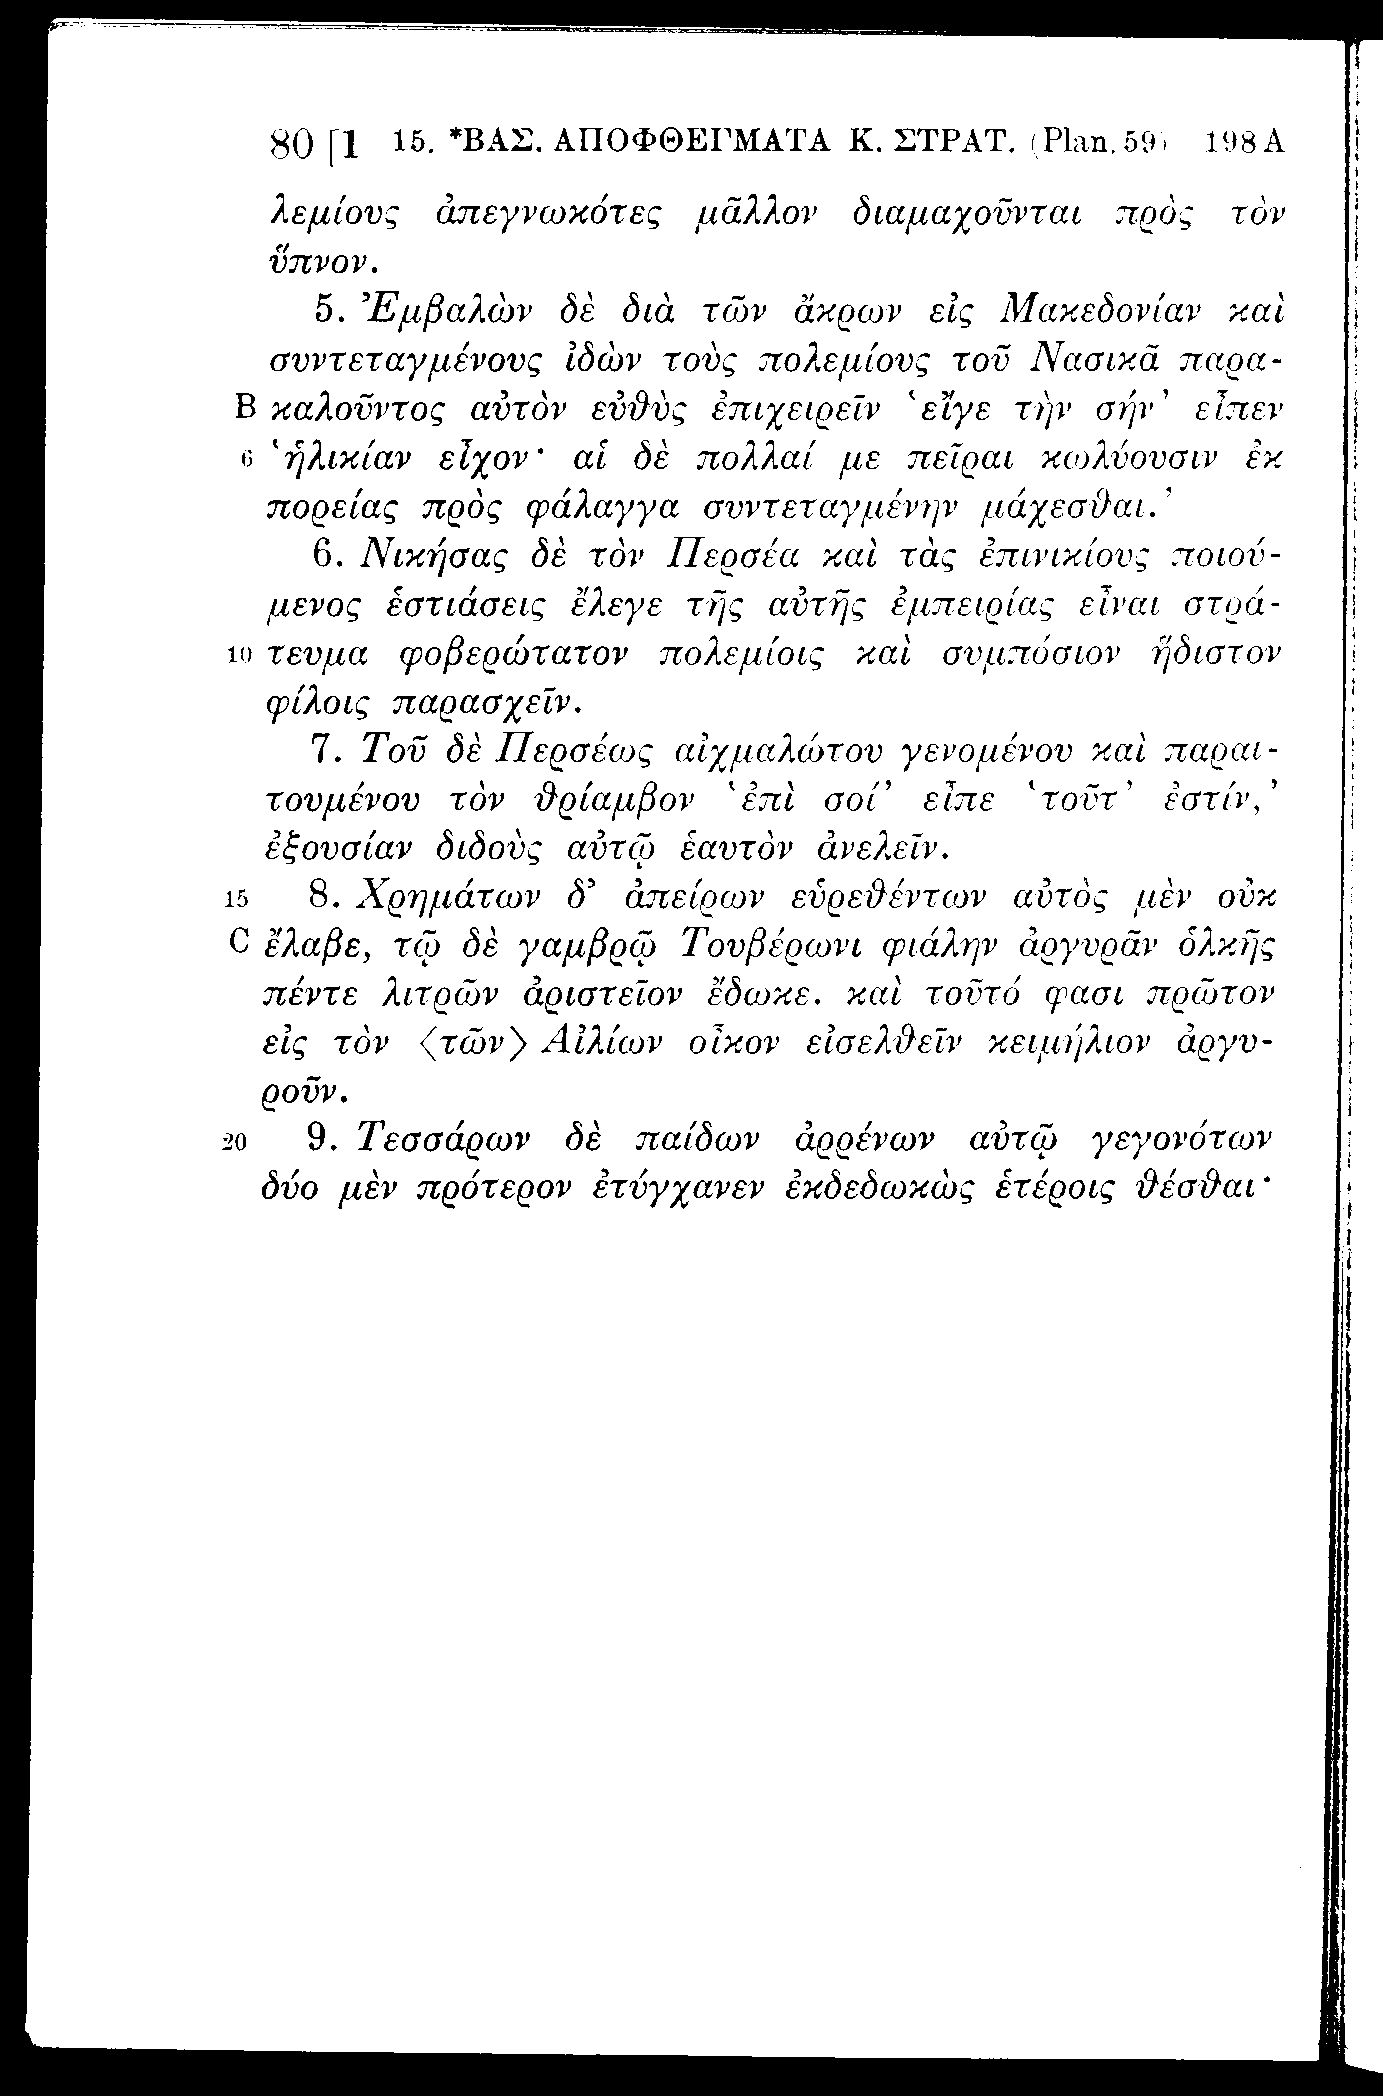 80 [1 15. *ΒΑΣ. ΑΠΟΦΘΕΓΜΑΤΑ Κ. ΣΤΡΑΤ. (Plan. 59) 198 A
λεμίους ἀπεγνωκότες μᾶλλον διαμαχοῦνται πρὸς τὸν
ὕπνον.
5. Ἐμβαλὼν δὲ διὰ τῶν ἄκρων εἰς Μακεδονίαν καὶ
συντεταγμένους ἰδὼν τοὺς πολεμίους τοῦ Νασικᾶ παρα-
B καλοῦντος αὐτὸν εὐθὺς ἐπιχειρεῖν ‛εἴγε τὴν σήν’ εἶπεν
6 ‛ἡλικίαν εἶχον· αἱ δὲ πολλαί με πεῖραι κωλύουσιν ἐκ
πορείας πρὸς φάλαγγα συντεταγμένην μάχεσθαι.’
6. Νικήσας δὲ τὸν Περσέα καὶ τὰς ἐπινικίους ποιού-
μενος ἑστιάσεις ἔλεγε τῆς αὐτῆς ἐμπειρίας εἶναι στρά-
10 τευμα φοβερώτατον πολεμίοις καὶ συμπόσιον ἥδιστον
φίλοις παρασχεῖν.
7. Τοῦ δὲ Περσέως αἰχμαλώτου γενομένου καὶ παραι-
τουμένου τὸν θρίαμβον ‛ἐπὶ σοί’ εἶπε ‛τοῦτ’ ἐστίν,’
ἐξουσίαν διδοὺς αὐτῷ ἑαυτὸν ἀνελεῖν.
15 8. Χρημάτων δ’ ἀπείρων εὑρεθέντων αὐτὸς μὲν οὐκ
C ἔλαβε, τῷ δὲ γαμβρῷ Τουβέρωνι φιάλην ἀργυρᾶν ὁλκῆς
πέντε λιτρῶν ἀριστεῖον ἔδωκε. καὶ τοῦτό φασι πρῶτον
εἰς τὸν ⟨τῶν⟩ Αἰλίων οἶκον εἰσελθεῖν κειμήλιον ἀργυ-
ροῦν.
20 9. Τεσσάρων δὲ παίδων ἀρρένων αὐτῷ γεγονότων
δύο μὲν πρότερον ἐτύγχανεν ἐκδεδωκὼς ἑτέροις θέσθαι·